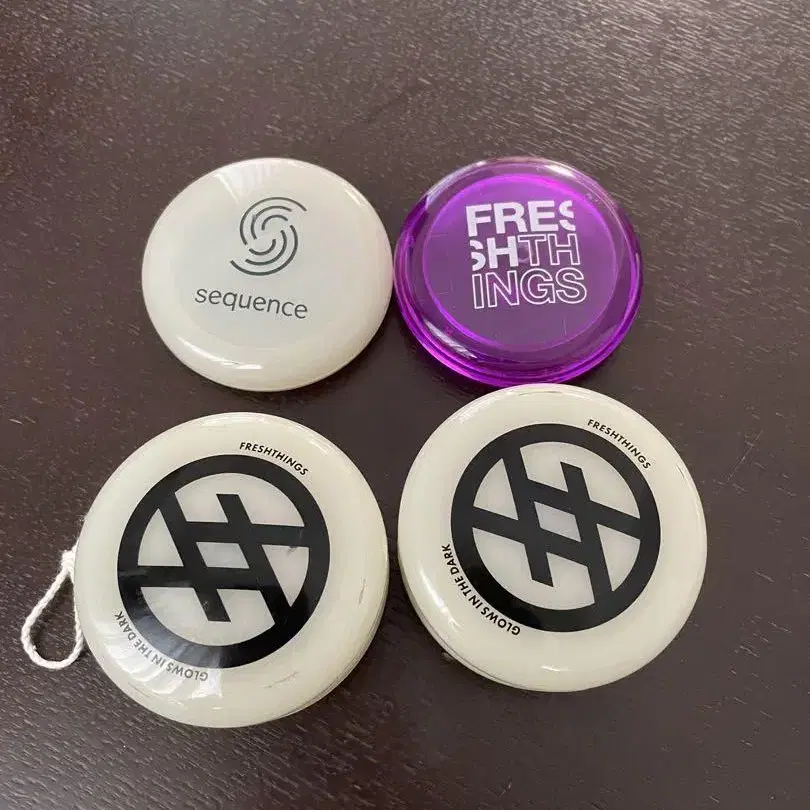 sequence
FRES
SHTH
INGS
FRESHTHINGS
GLOWS IN THE DARK
FRESHTHINGS
GLOWS IN THE DARK